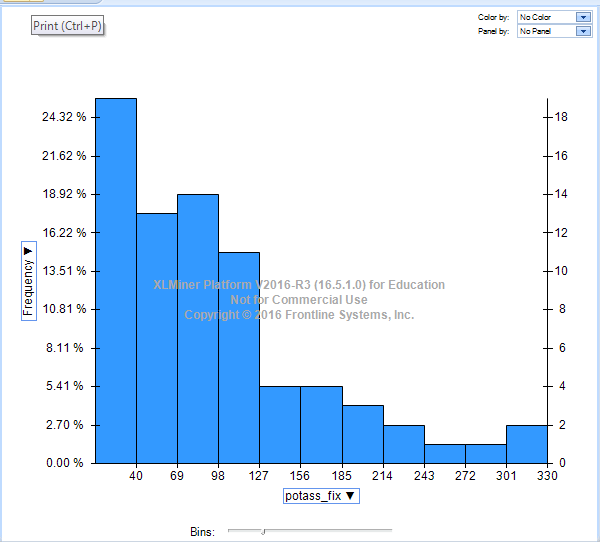 Print (Ctrl+P)
Color by: No Color
Panel by: No Panel
24.32 % 18
21.62 % 16
18.92 % 14
16.22 % 12
13.51 % 10
10.81 % 8
8.11 % 6
5.41 % 4
2.70 % 2
0.00 % 0
Frequency ▼
XLMiner Platform V2016-R3 (16.5.1.0) for Education
Not for Commercial Use
Copyright © 2016 Frontline Systems, Inc.
40 69 98 127 156 185 214 243 272 301 330
potass_fix ▼
Bins: